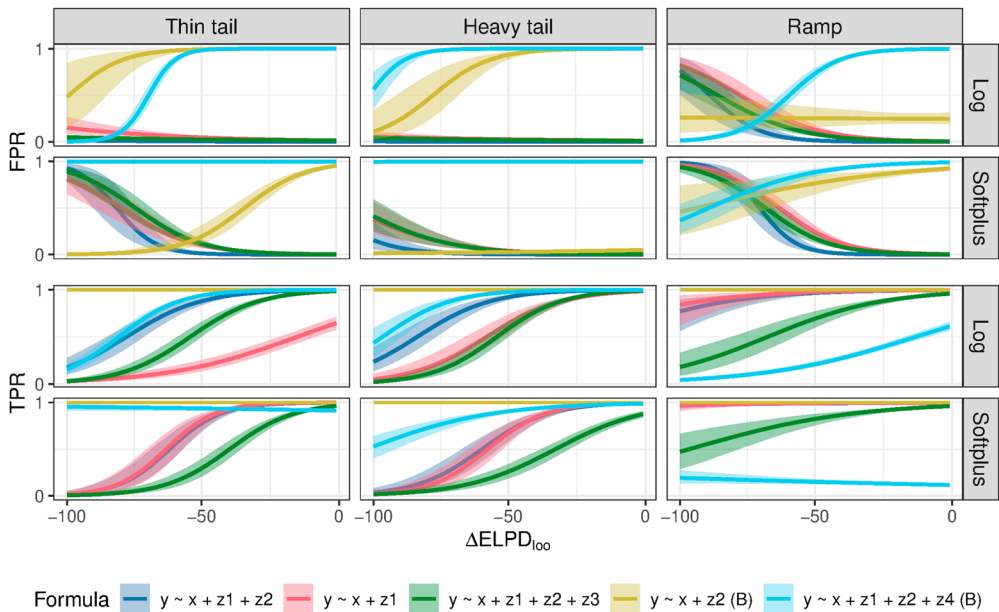 Thin tail Heavy tail Ramp
1
0
Log
FPR
1
0
Softplus
1
0
Log
TPR
1
0
Softplus
−100 −50 0 −100 −50 0 −100 −50 0
ΔELPD_loo
Formula y ~ x + z1 + z2 y ~ x + z1 y ~ x + z1 + z2 + z3 y ~ x + z2 (B) y ~ x + z1 + z2 + z4 (B)